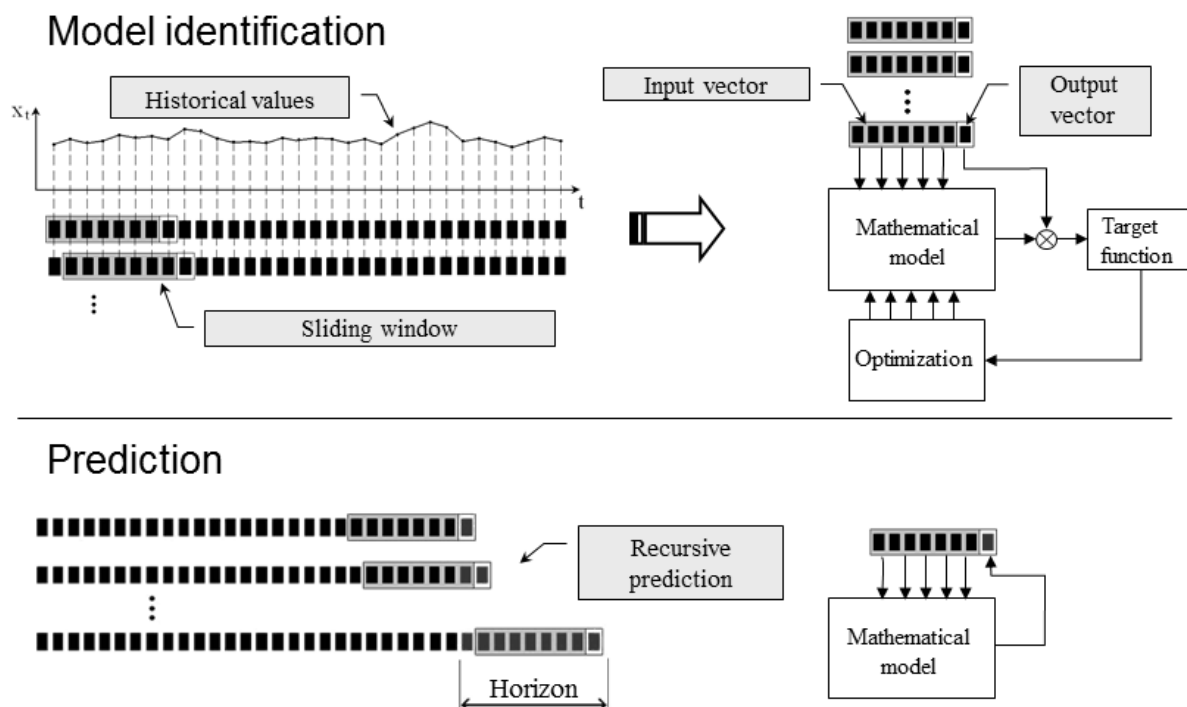 Model identification
Historical values
x_t
t
Sliding window
Input vector
Output
vector
Mathematical
model
Target
function
Optimization
Prediction
Recursive
prediction
Horizon
Mathematical
model